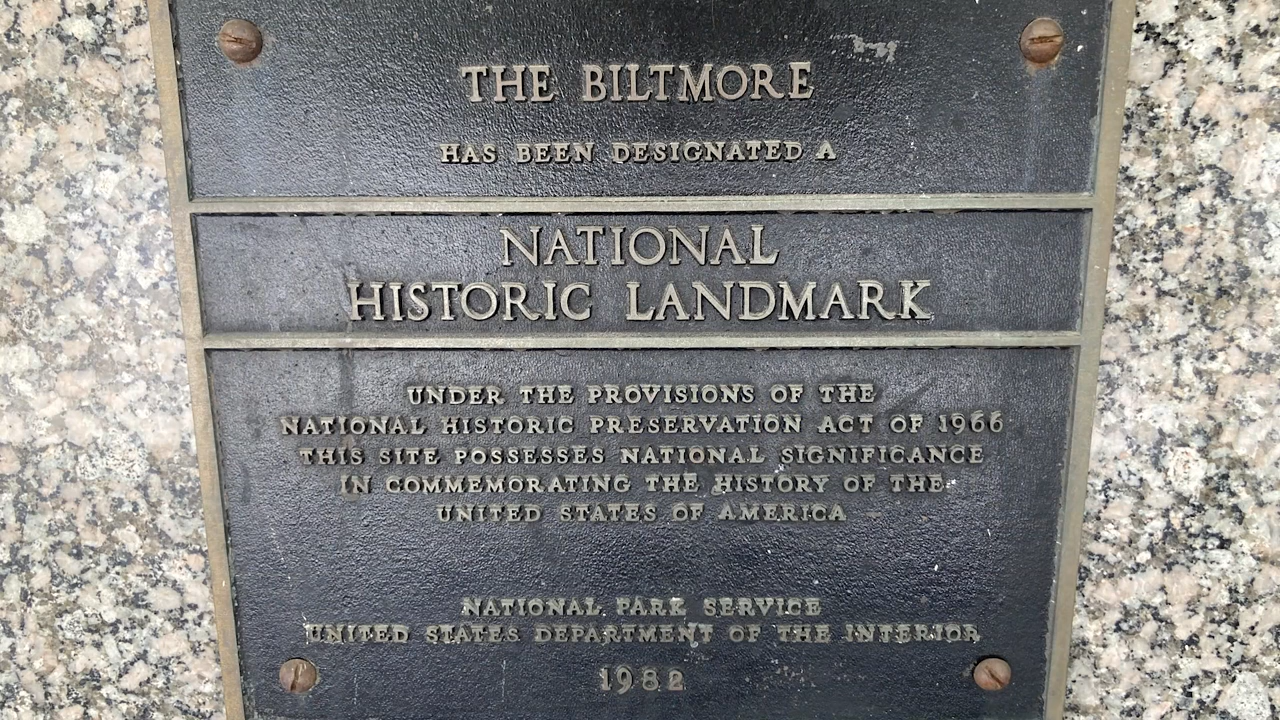 THE BILTMORE
HAS BEEN DESIGNATED A
NATIONAL
HISTORIC LANDMARK
UNDER THE PROVISIONS OF THE
NATIONAL HISTORIC PRESERVATION ACT OF 1966
THIS SITE POSSESSES NATIONAL SIGNIFICANCE
IN COMMEMORATING THE HISTORY OF THE
UNITED STATES OF AMERICA
NATIONAL PARK SERVICE
UNITED STATES DEPARTMENT OF THE INTERIOR
1982